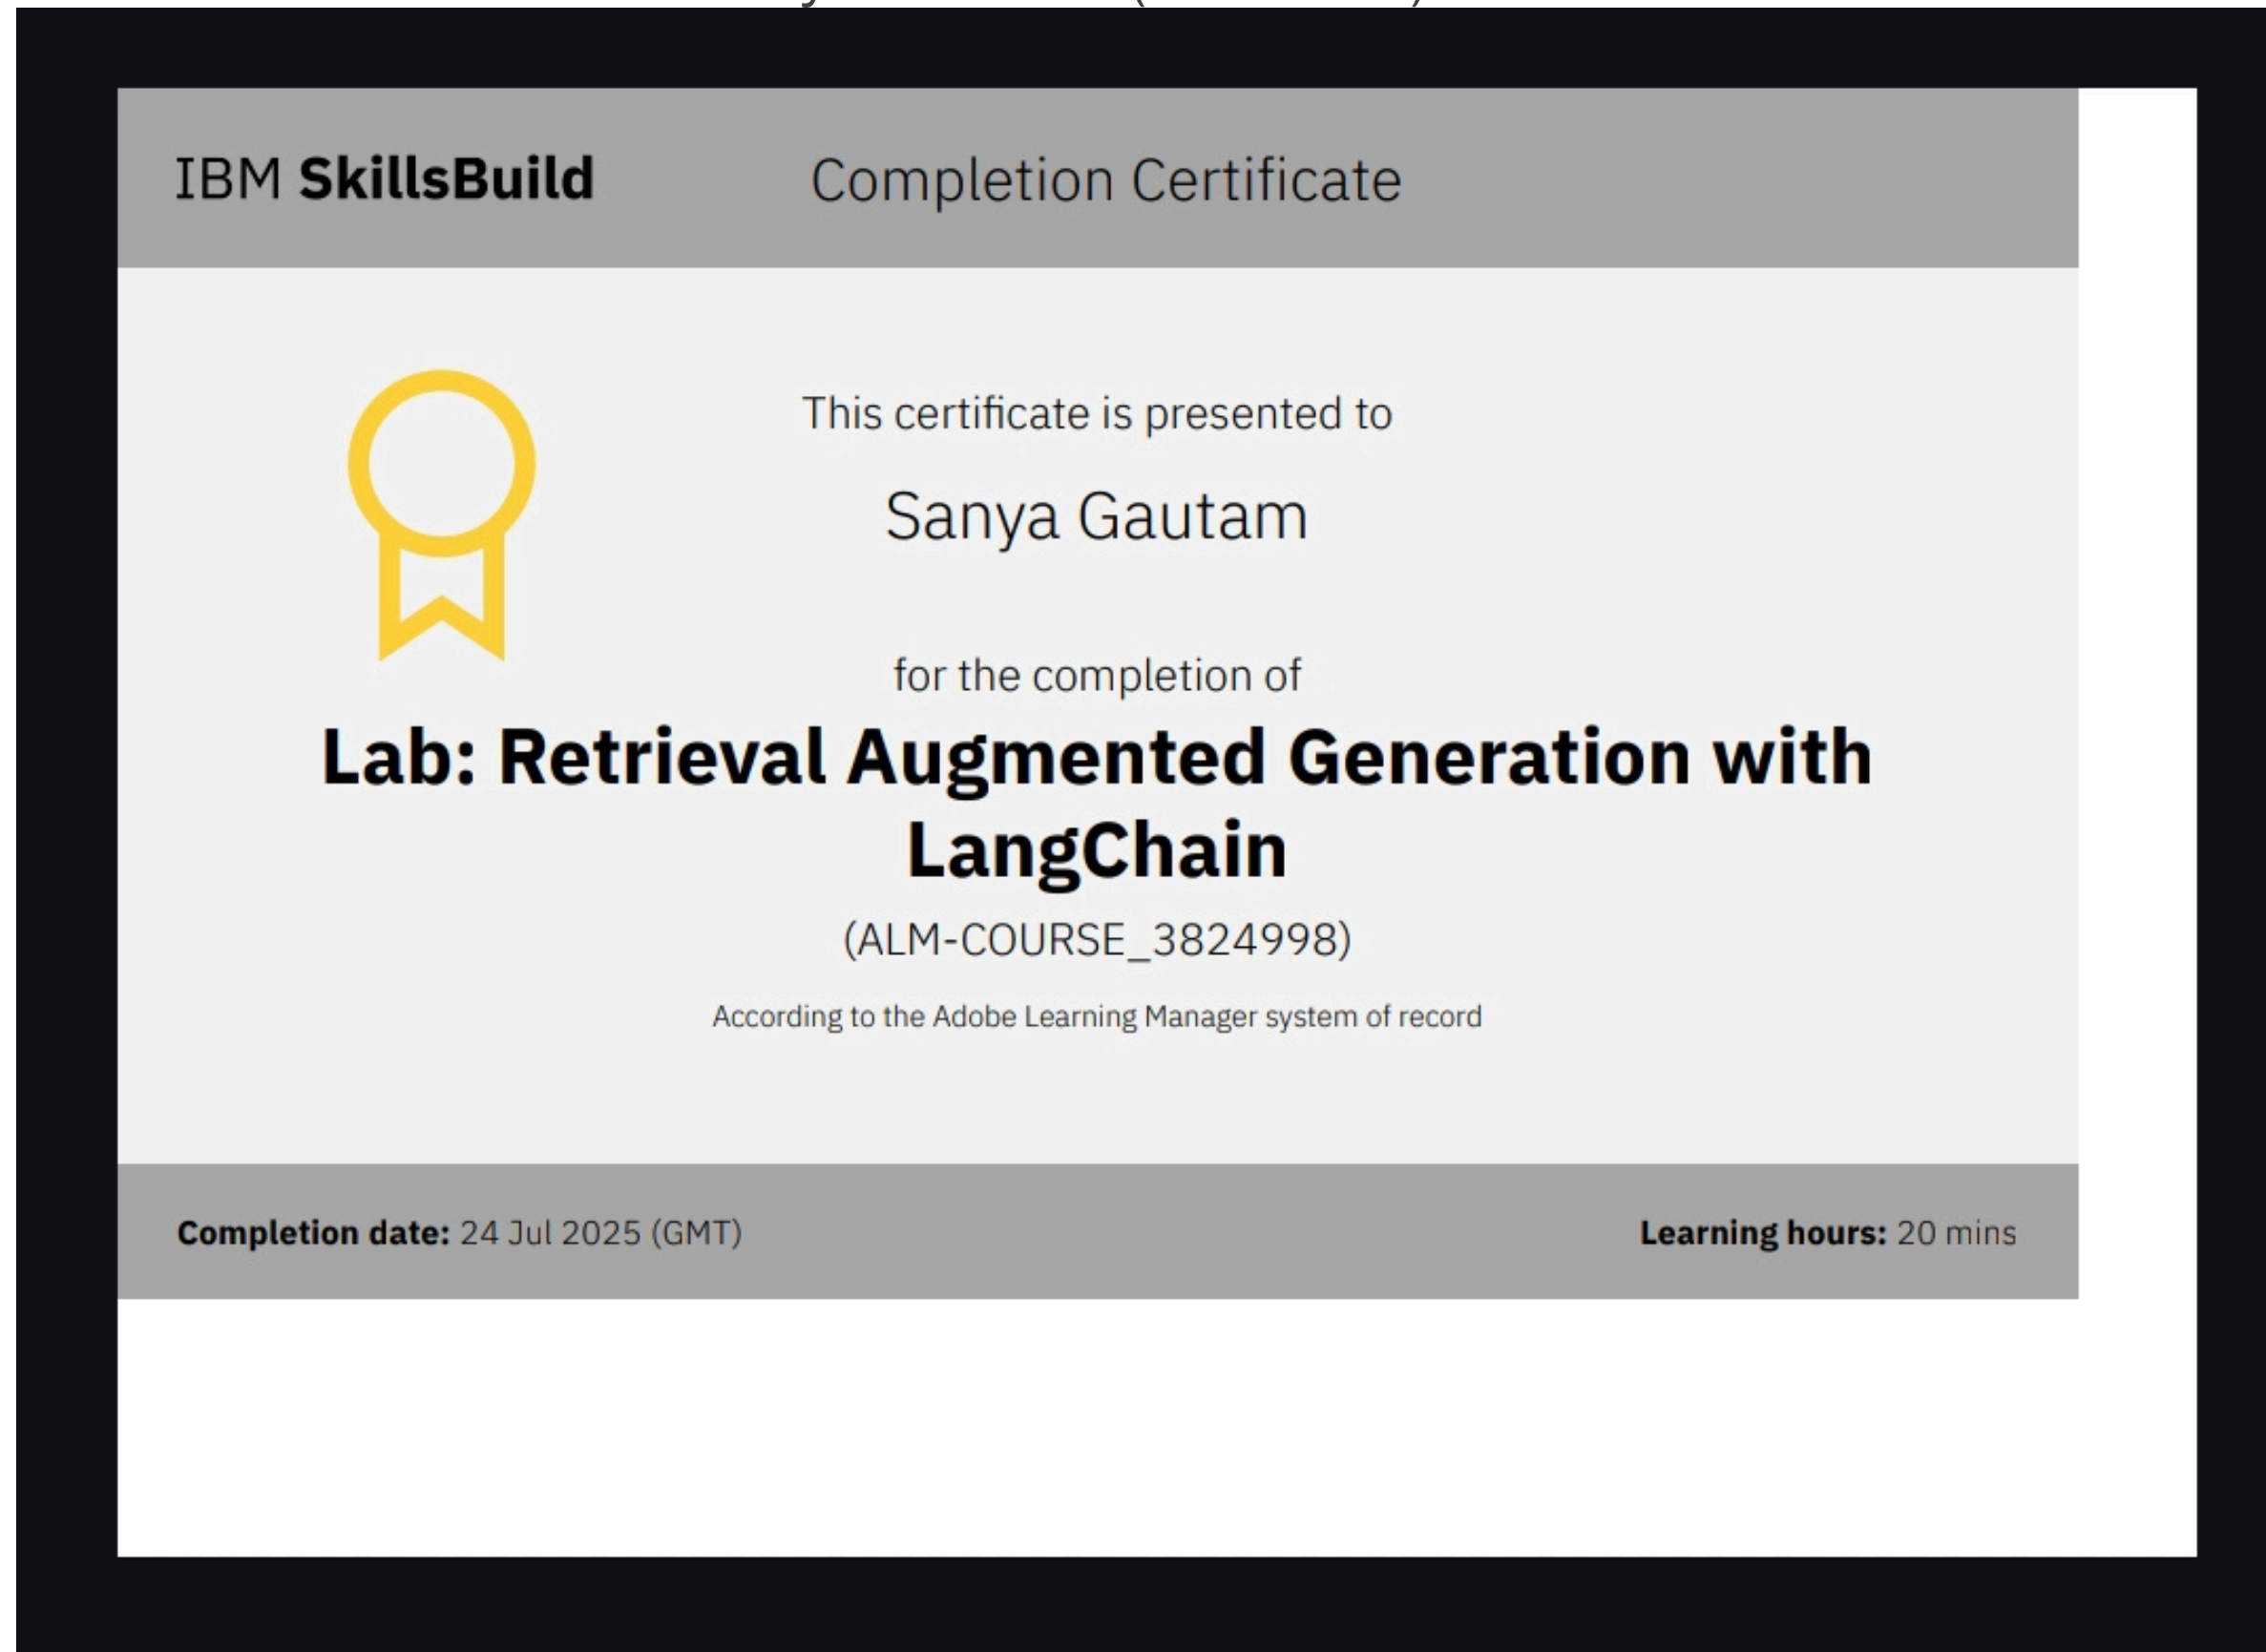 IBM SkillsBuild
Completion Certificate
This certificate is presented to
Sanya Gautam
for the completion of
Lab: Retrieval Augmented Generation with
LangChain
(ALM-COURSE_3824998)
According to the Adobe Learning Manager system of record
Completion date: 24 Jul 2025 (GMT)
Learning hours: 20 mins